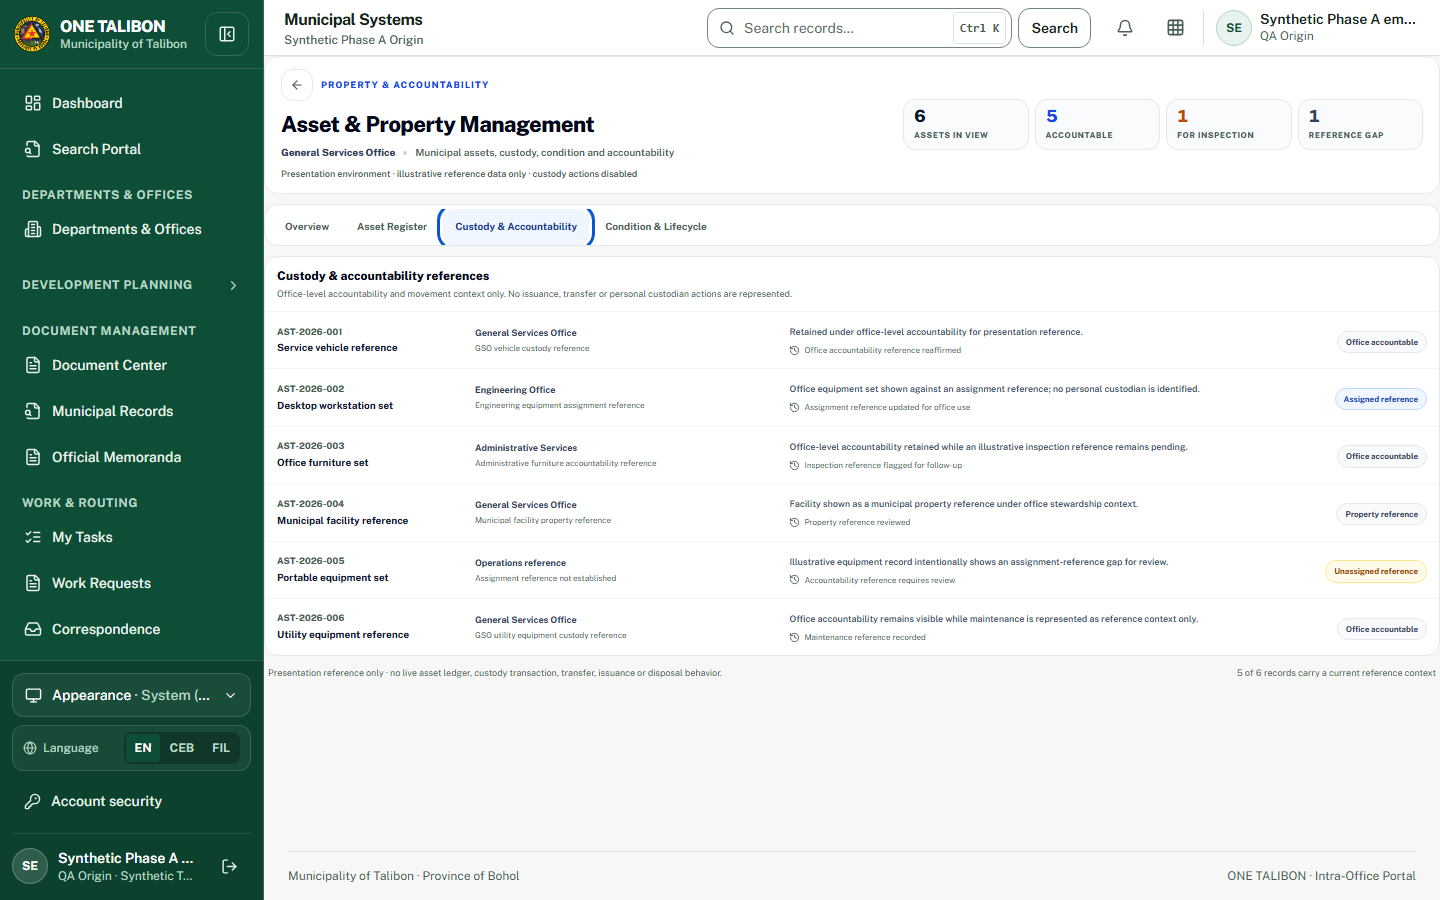 ONE TALIBON
Municipality of Talibon
Dashboard
Search Portal
DEPARTMENTS & OFFICES
Departments & Offices
DEVELOPMENT PLANNING
DOCUMENT MANAGEMENT
Document Center
Municipal Records
Official Memoranda
WORK & ROUTING
My Tasks
Work Requests
Correspondence
Appearance · System (...
Language EN CEB FIL
Account security
SE Synthetic Phase A ...
QA Origin · Synthetic T...
Municipal Systems
Synthetic Phase A Origin
Search records... Ctrl K Search
SE Synthetic Phase A em...
QA Origin
PROPERTY & ACCOUNTABILITY
Asset & Property Management
General Services Office • Municipal assets, custody, condition and accountability
Presentation environment · illustrative reference data only · custody actions disabled
6 ASSETS IN VIEW
5 ACCOUNTABLE
1 FOR INSPECTION
1 REFERENCE GAP
Overview Asset Register Custody & Accountability Condition & Lifecycle
Custody & accountability references
Office-level accountability and movement context only. No issuance, transfer or personal custodian actions are represented.
AST-2026-001
Service vehicle reference
General Services Office
GSO vehicle custody reference
Retained under office-level accountability for presentation reference.
Office accountability reference reaffirmed
Office accountable
AST-2026-002
Desktop workstation set
Engineering Office
Engineering equipment assignment reference
Office equipment set shown against an assignment reference; no personal custodian is identified.
Assignment reference updated for office use
Assigned reference
AST-2026-003
Office furniture set
Administrative Services
Administrative furniture accountability reference
Office-level accountability retained while an illustrative inspection reference remains pending.
Inspection reference flagged for follow-up
Office accountable
AST-2026-004
Municipal facility reference
General Services Office
Municipal facility property reference
Facility shown as a municipal property reference under office stewardship context.
Property reference reviewed
Property reference
AST-2026-005
Portable equipment set
Operations reference
Assignment reference not established
Illustrative equipment record intentionally shows an assignment-reference gap for review.
Accountability reference requires review
Unassigned reference
AST-2026-006
Utility equipment reference
General Services Office
GSO utility equipment custody reference
Office accountability remains visible while maintenance is represented as reference context only.
Maintenance reference recorded
Office accountable
Presentation reference only · no live asset ledger, custody transaction, transfer, issuance or disposal behavior.
5 of 6 records carry a current reference context
Municipality of Talibon · Province of Bohol
ONE TALIBON · Intra-Office Portal